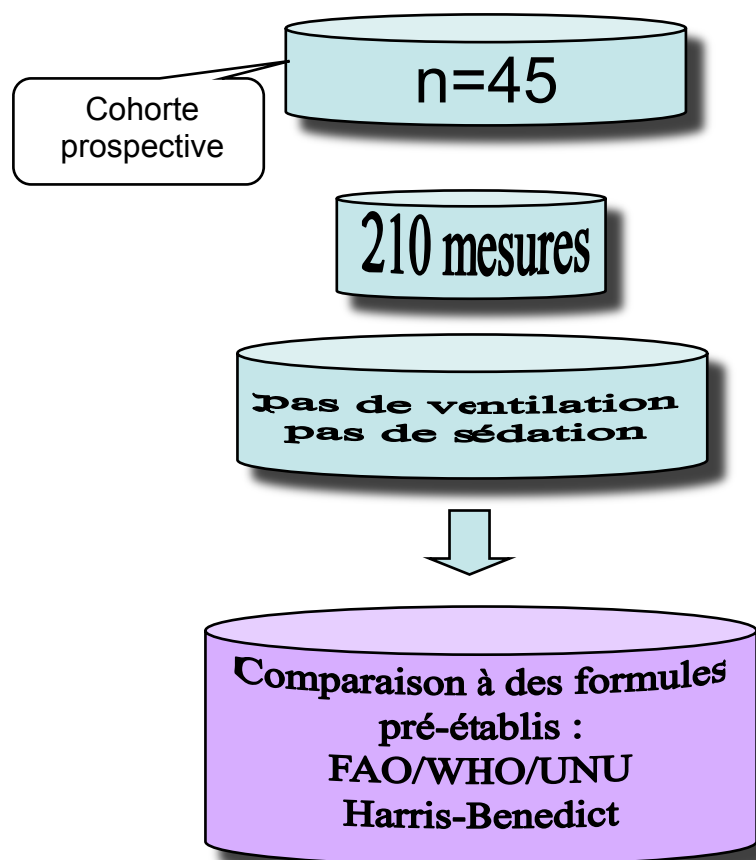 n=45
Cohorte
prospective
210 mesures
pas de ventilation
pas de sédation
Comparaison à des formules
pré-établis :
FAO/WHO/UNU
Harris-Benedict